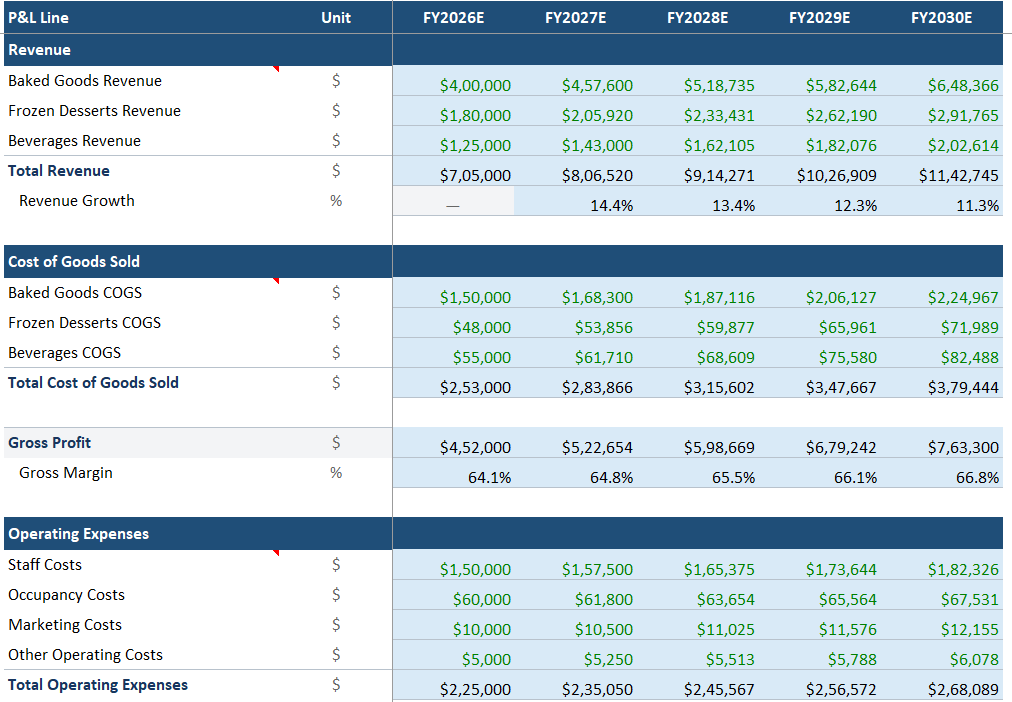 P&L Line Unit FY2026E FY2027E FY2028E FY2029E FY2030E
Revenue
Baked Goods Revenue $ $4,00,000 $4,57,600 $5,18,735 $5,82,644 $6,48,366
Frozen Desserts Revenue $ $1,80,000 $2,05,920 $2,33,431 $2,62,190 $2,91,765
Beverages Revenue $ $1,25,000 $1,43,000 $1,62,105 $1,82,076 $2,02,614
Total Revenue $ $7,05,000 $8,06,520 $9,14,271 $10,26,909 $11,42,745
Revenue Growth % — 14.4% 13.4% 12.3% 11.3%
Cost of Goods Sold
Baked Goods COGS $ $1,50,000 $1,68,300 $1,87,116 $2,06,127 $2,24,967
Frozen Desserts COGS $ $48,000 $53,856 $59,877 $65,961 $71,989
Beverages COGS $ $55,000 $61,710 $68,609 $75,580 $82,488
Total Cost of Goods Sold $ $2,53,000 $2,83,866 $3,15,602 $3,47,667 $3,79,444
Gross Profit $ $4,52,000 $5,22,654 $5,98,669 $6,79,242 $7,63,300
Gross Margin % 64.1% 64.8% 65.5% 66.1% 66.8%
Operating Expenses
Staff Costs $ $1,50,000 $1,57,500 $1,65,375 $1,73,644 $1,82,326
Occupancy Costs $ $60,000 $61,800 $63,654 $65,564 $67,531
Marketing Costs $ $10,000 $10,500 $11,025 $11,576 $12,155
Other Operating Costs $ $5,000 $5,250 $5,513 $5,788 $6,078
Total Operating Expenses $ $2,25,000 $2,35,050 $2,45,567 $2,56,572 $2,68,089